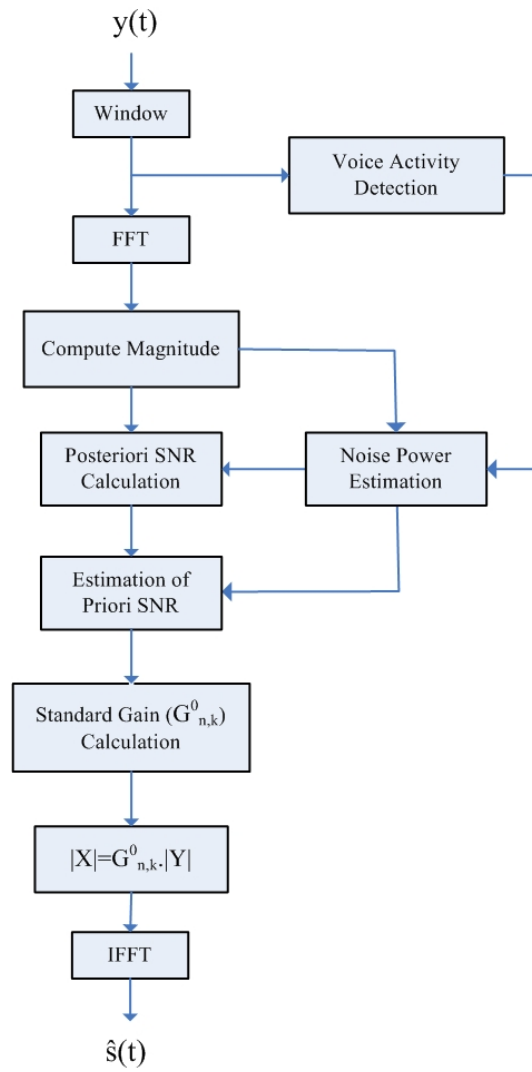 y(t)
Window
Voice Activity
Detection
FFT
Compute Magnitude
Posteriori SNR
Calculation
Noise Power
Estimation
Estimation of
Priori SNR
Standard Gain (G⁰ₙ,ₖ)
Calculation
|X|=G⁰ₙ,ₖ.|Y|
IFFT
ŝ(t)